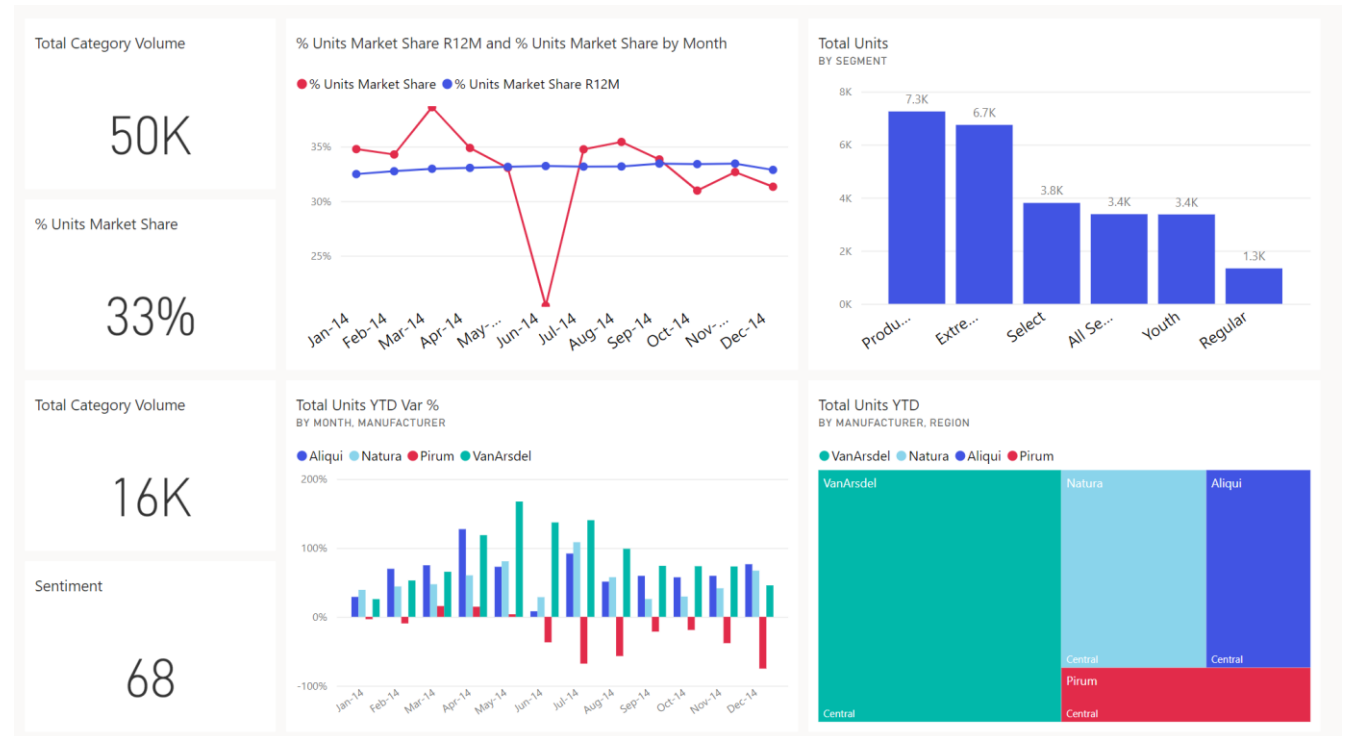 Total Category Volume
50K
% Units Market Share
33%
Total Category Volume
16K
Sentiment
68
% Units Market Share R12M and % Units Market Share by Month
% Units Market Share % Units Market Share R12M
35%
30%
25%
Jan-14 Feb-14 Mar-14 Apr-14 May-... Jun-14 Jul-14 Aug-14 Sep-14 Oct-14 Nov-... Dec-14
Total Units
BY SEGMENT
8K
6K
4K
2K
0K
7.3K
6.7K
3.8K
3.4K
3.4K
1.3K
Produ... Extre... Select All Se... Youth Regular
Total Units YTD Var %
BY MONTH, MANUFACTURER
Aliqui Natura Pirum VanArsdel
200%
100%
0%
-100%
Jan-14 Feb-14 Mar-14 Apr-14 May-14 Jun-14 Jul-14 Aug-14 Sep-14 Oct-14 Nov-14 Dec-14
Total Units YTD
BY MANUFACTURER, REGION
VanArsdel Natura Aliqui Pirum
VanArsdel
Central
Natura
Central
Aliqui
Central
Pirum
Central